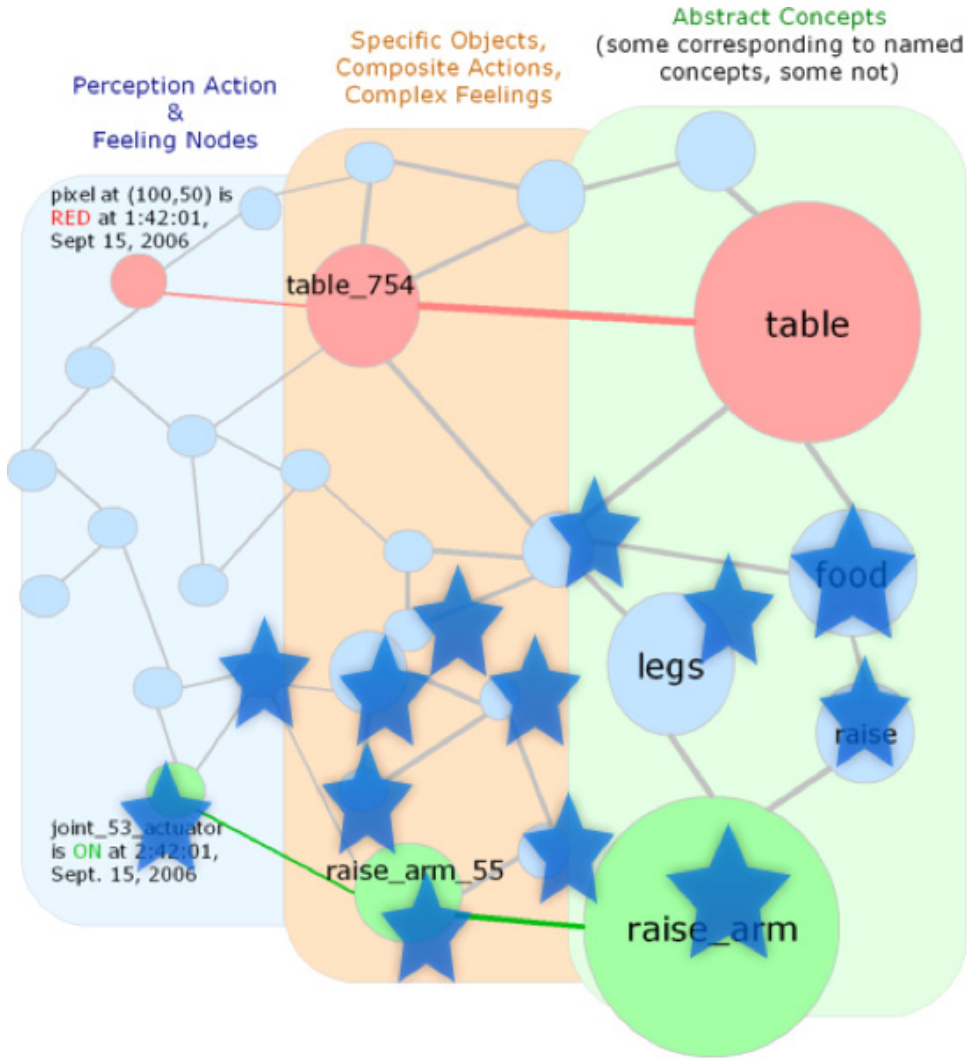 Abstract Concepts
(some corresponding to named
concepts, some not)
Specific Objects,
Composite Actions,
Complex Feelings
Perception Action
&
Feeling Nodes
pixel at (100,50) is
RED at 1:42:01,
Sept 15, 2006
table_754
table
food
legs
raise
joint_53_actuator
is ON at 2:42:01,
Sept. 15, 2006
raise_arm_55
raise_arm